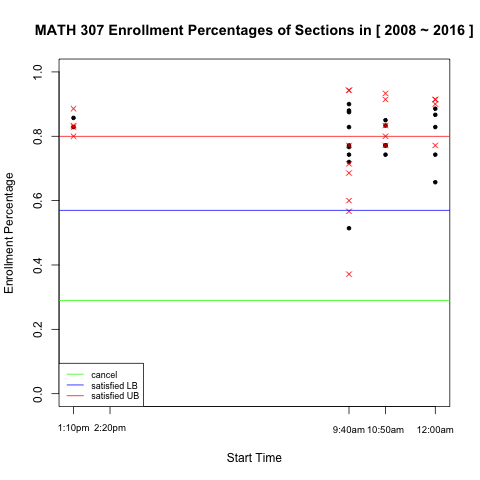 MATH 307 Enrollment Percentages of Sections in [ 2008 ~ 2016 ]
Enrollment Percentage
1.0
0.8
0.6
0.4
0.2
0.0
cancel
satisfied LB
satisfied UB
1:10pm 2:20pm 9:40am 10:50am 12:00am
Start Time